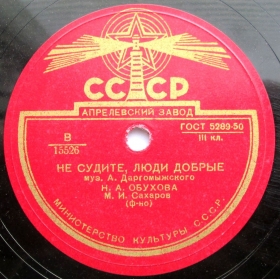 СССР
АПРЕЛЕВСКИЙ ЗАВОД
В
15526
ГОСТ 5289-50
III кл.
НЕ СУДИТЕ, ЛЮДИ ДОБРЫЕ
муз. А. Даргомыжского
Н. А. ОБУХОВА
М. И. Сахаров
(ф-но)
МИНИСТЕРСТВО КУЛЬТУРЫ С.С.С.Р.